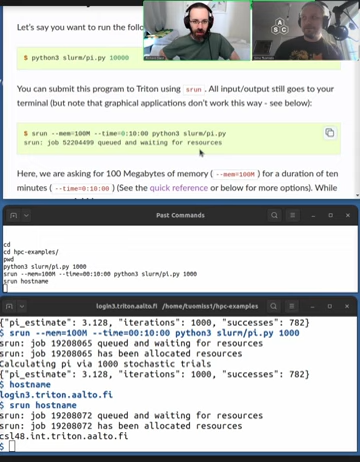 Let's say you want to run the follo
$ python3 slurm/pi.py 10000
A S C
You can submit this program to Triton using srun . All input/output still goes to your
terminal (but note that graphical applications don't work this way - see below):
$ srun --mem=100M --time=0:10:00 python3 slurm/pi.py
srun: job 52204499 queued and waiting for resources
Here, we are asking for 100 Megabytes of memory ( --mem=100M ) for a duration of ten
minutes ( --time=0:10:00 ) (See the quick reference or below for more options). While
Past Commands
cd
cd hpc-examples/
pwd
python3 slurm/pi.py 1000
srun --mem=100M --time=00:10:00 python3 slurm/pi.py 1000
srun hostname
login3.triton.aalto.fi /home/tuomiss1/hpc-examples
{"pi_estimate": 3.128, "iterations": 1000, "successes": 782}
$ srun --mem=100M --time=00:10:00 python3 slurm/pi.py 1000
srun: job 19208065 queued and waiting for resources
srun: job 19208065 has been allocated resources
Calculating pi via 1000 stochastic trials
{"pi_estimate": 3.128, "iterations": 1000, "successes": 782}
$ hostname
login3.triton.aalto.fi
$ srun hostname
srun: job 19208072 queued and waiting for resources
srun: job 19208072 has been allocated resources
csl48.int.triton.aalto.fi
$